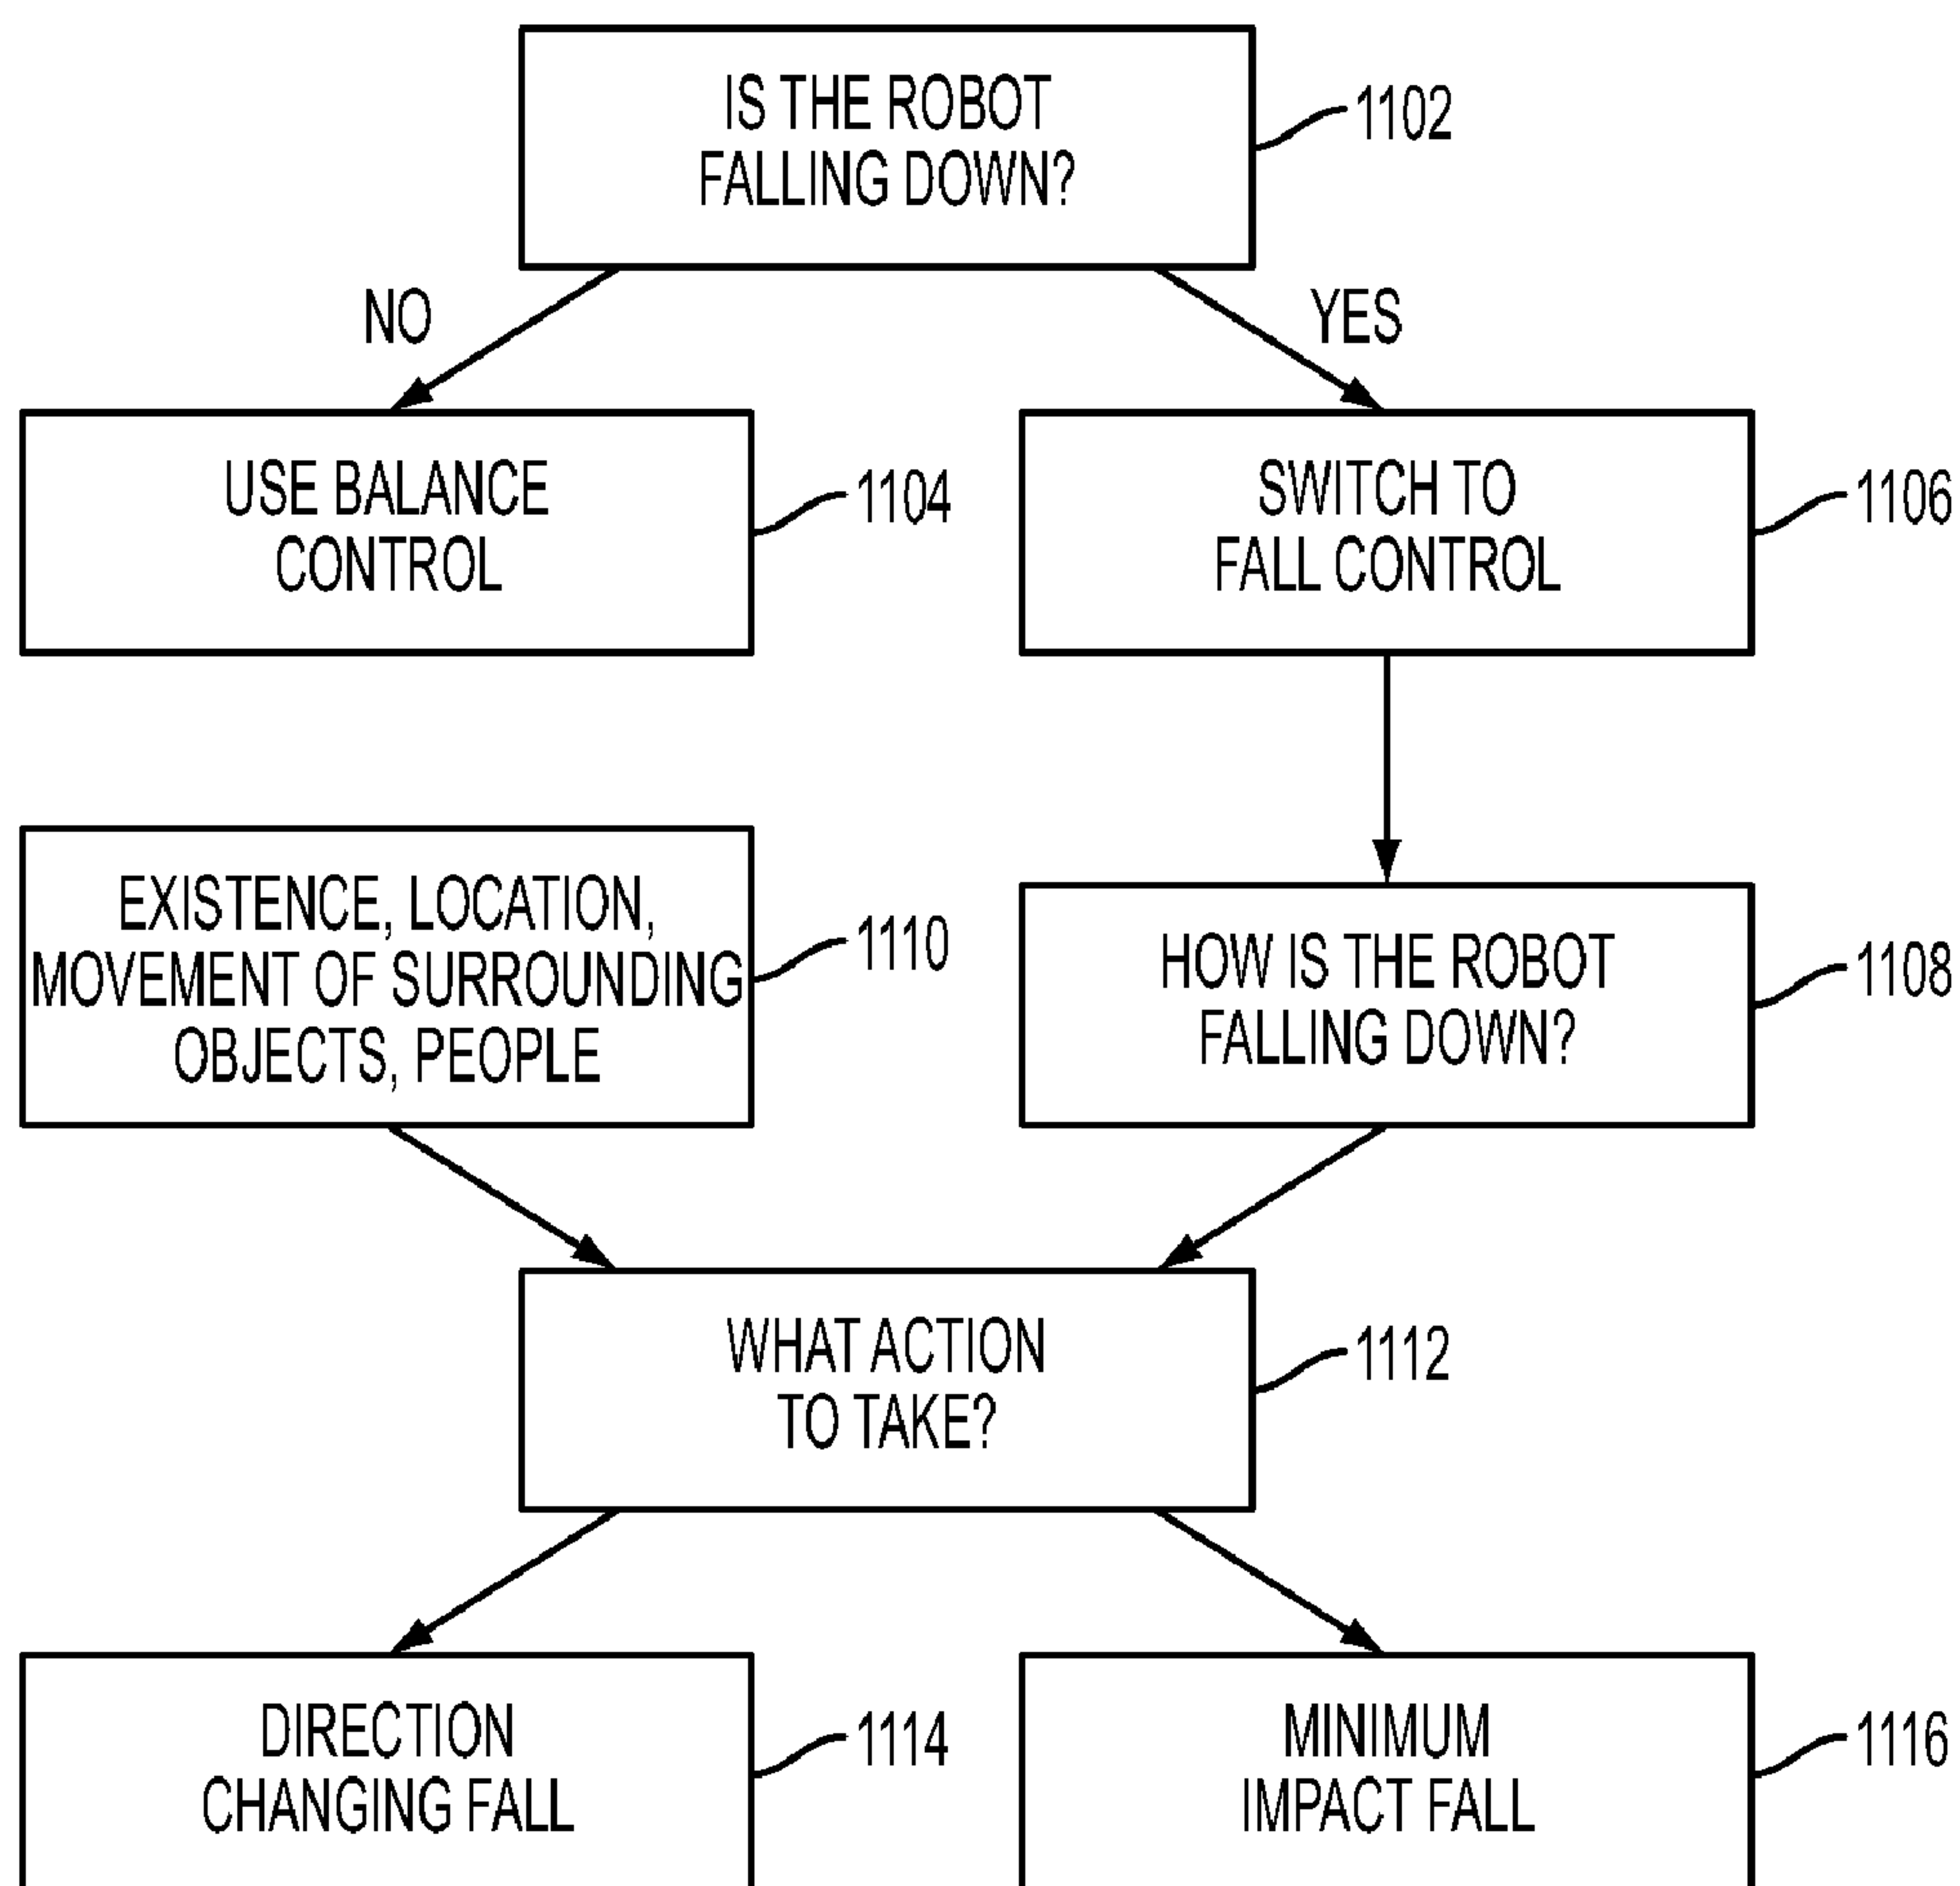 IS THE ROBOT
FALLING DOWN?
1102
NO
YES
USE BALANCE
CONTROL
1104
SWITCH TO
FALL CONTROL
1106
EXISTENCE, LOCATION,
MOVEMENT OF SURROUNDING
OBJECTS, PEOPLE
1110
HOW IS THE ROBOT
FALLING DOWN?
1108
WHAT ACTION
TO TAKE?
1112
DIRECTION
CHANGING FALL
1114
MINIMUM
IMPACT FALL
1116